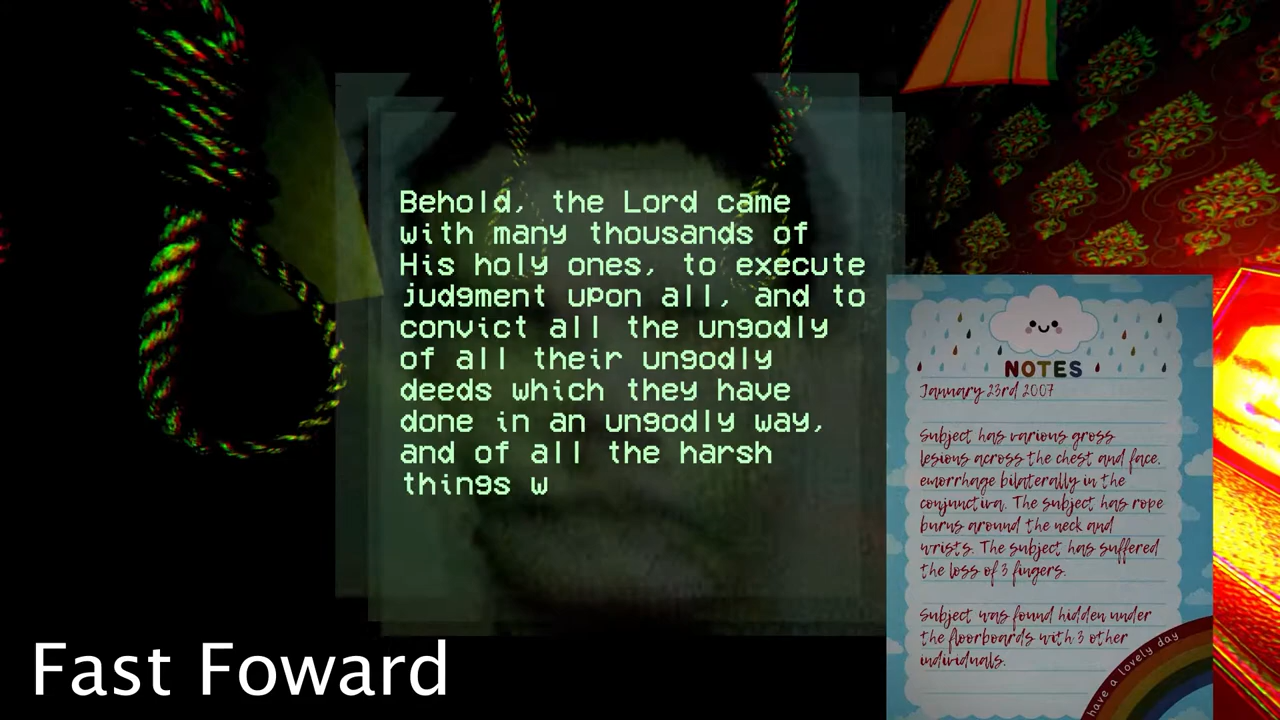 Behold, the Lord came
with many thousands of
His holy ones, to execute
judgment upon all, and to
convict all the ungodly
of all their ungodly
deeds which they have
done in an ungodly way,
and of all the harsh
things w
NOTES
January 23rd 2007
Subject has various gross
lesions across the chest and face.
emorrhage bilaterally in the
conjunctiva. The subject has rope
burns around the neck and
wrists. The subject has suffered
the loss of 3 fingers.
Subject was found hidden under
the floorboards with 3 other
individuals.
have a lovely day
Fast Foward